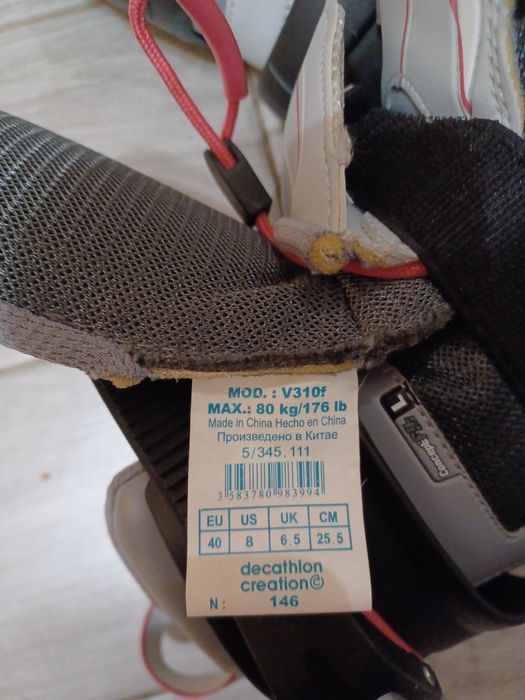 MOD. : V310f
MAX.: 80 kg/176 lb
Made in China Hecho en China
Произведено в Китае
5/345.111
3 583780 983994
EU US UK CM
40 8 6.5 25.5
decathlon
creation©
N: 146
L
Concept